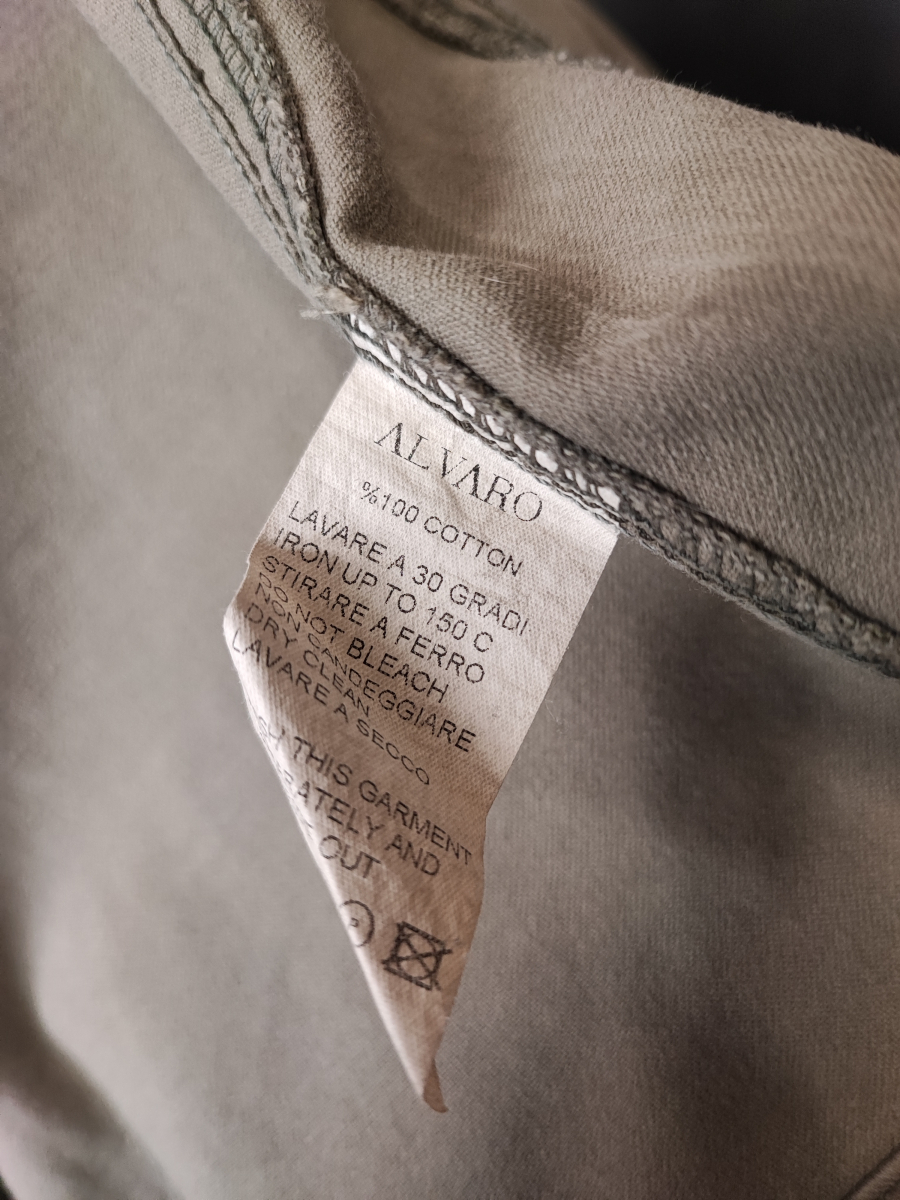 ALVARO
%100 COTTON
LAVARE A 30 GRADI
IRON UP TO 150 C
STIRARE A FERRO
DO NOT BLEACH
NON CANDEGGIARE
DRY CLEAN
LAVARE A SECCO
THIS GARMENT
AND
OUT
P